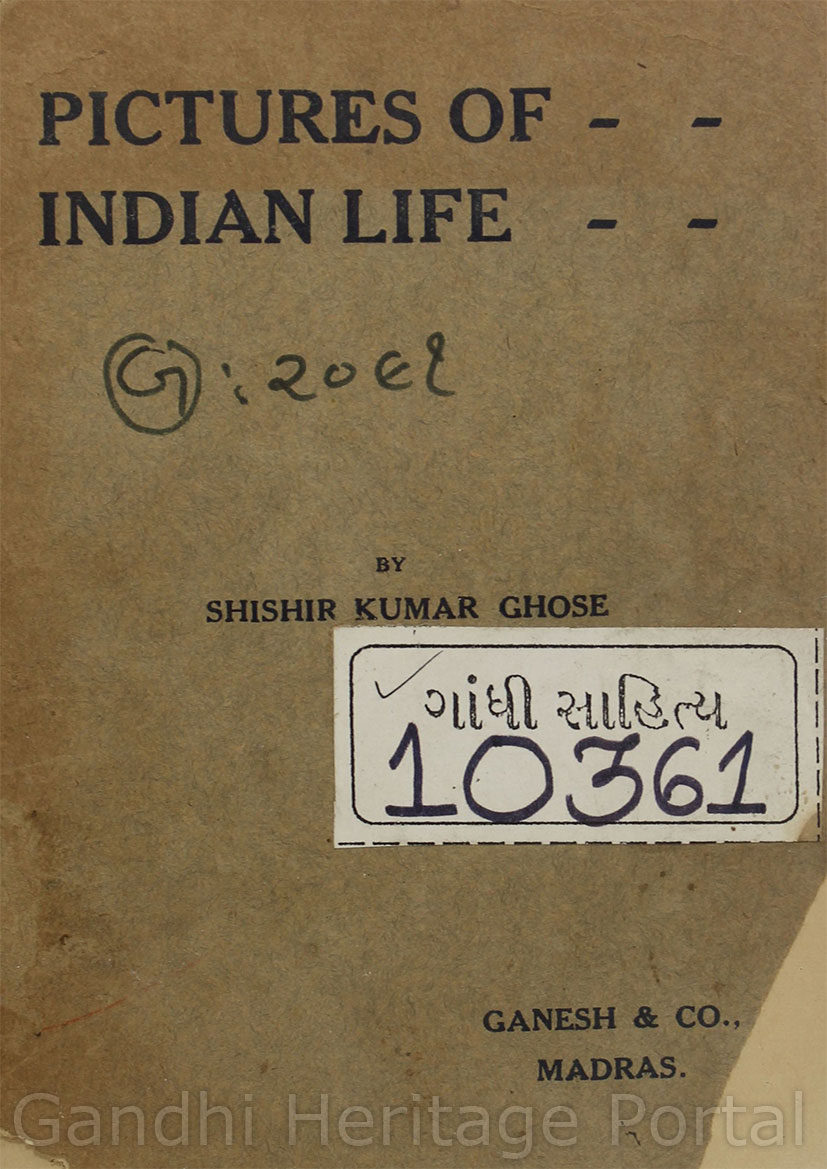 PICTURES OF - -
INDIAN LIFE - -
G : ૨૦૯૧
BY
SHISHIR KUMAR GHOSE
ગાંધી સાહિત્ય
10361
GANESH & CO.,
MADRAS.
Gandhi Heritage Portal